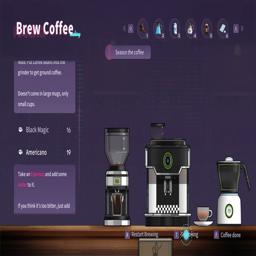 Brew Coffee
Season the coffee
grinder to get ground coffee.
Doesn't come in large mugs, only
small cups.
Black Magic 16
Americano 19
Take an Espresso and add some
water to it.
If you think it's too bitter, just add
Restart Brewing
Coffee done